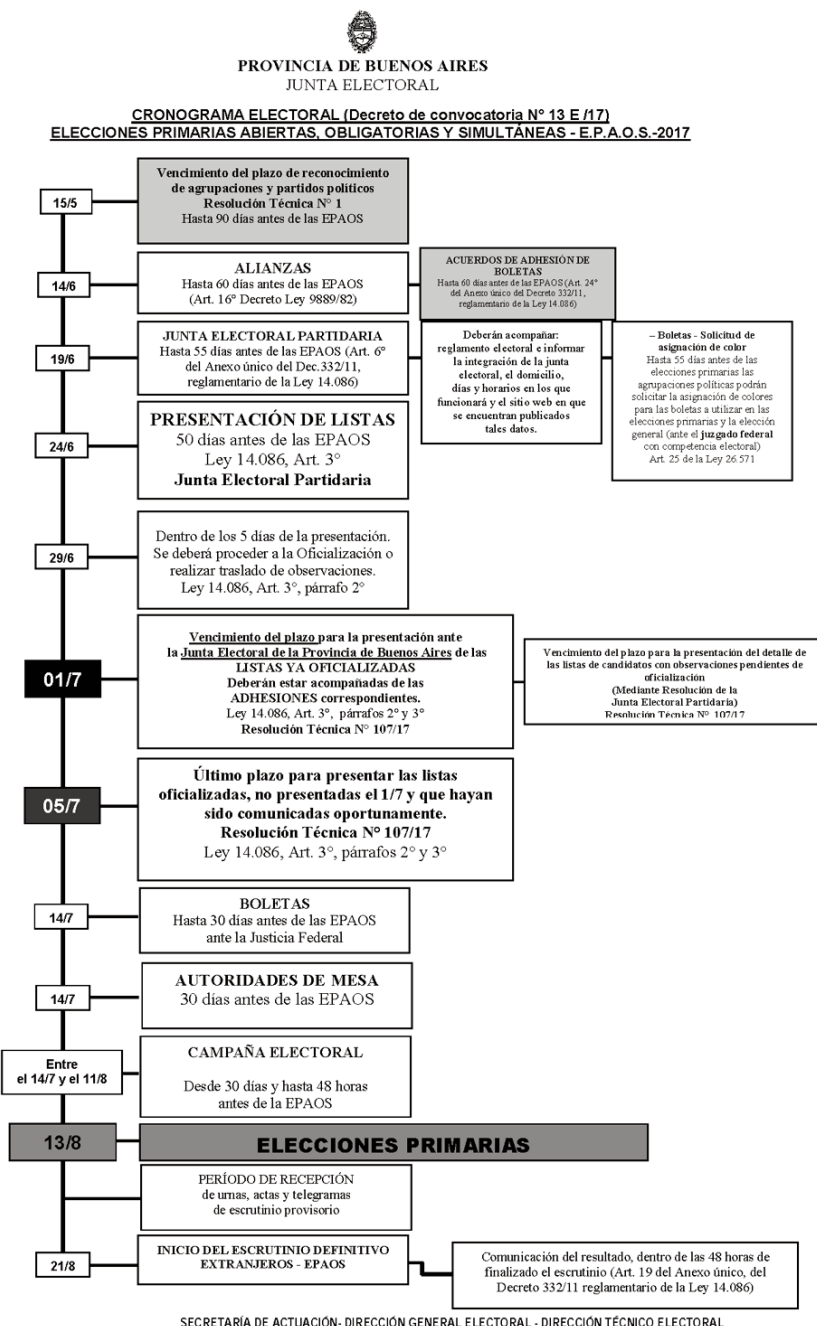 PROVINCIA DE BUENOS AIRES
JUNTA ELECTORAL
CRONOGRAMA ELECTORAL (Decreto de convocatoria N° 13 E /17)
ELECCIONES PRIMARIAS ABIERTAS, OBLIGATORIAS Y SIMULTÁNEAS - E.P.A.O.S.-2017
15/5
Vencimiento del plazo de reconocimiento
de agrupaciones y partidos políticos
Resolución Técnica N° 1
Hasta 90 días antes de las EPAOS
14/6
ALIANZAS
Hasta 60 días antes de las EPAOS
(Art. 16° Decreto Ley 9889/82)
ACUERDOS DE ADHESIÓN DE
BOLETAS
Hasta 60 días antes de las EPAOS (Art. 24°
del Anexo único del Decreto 332/11,
reglamentario de la Ley 14.086)
19/6
JUNTA ELECTORAL PARTIDARIA
Hasta 55 días antes de las EPAOS (Art. 6°
del Anexo único del Dec.332/11,
reglamentario de la Ley 14.086)
Deberán acompañar:
reglamento electoral e informar
la integración de la junta
electoral, el domicilio,
días y horarios en los que
funcionará y el sitio web en que
se encuentran publicados
tales datos.
– Boletas - Solicitud de
asignación de color
Hasta 55 días antes de las
elecciones primarias las
agrupaciones políticas podrán
solicitar la asignación de colores
para las boletas a utilizar en las
elecciones primarias y la elección
general (ante el juzgado federal
con competencia electoral)
Art. 25 de la Ley 26.571
24/6
PRESENTACIÓN DE LISTAS
50 días antes de las EPAOS
Ley 14.086, Art. 3°
Junta Electoral Partidaria
29/6
Dentro de los 5 días de la presentación.
Se deberá proceder a la Oficialización o
realizar traslado de observaciones.
Ley 14.086, Art. 3°, párrafo 2°
01/7
Vencimiento del plazo para la presentación ante
la Junta Electoral de la Provincia de Buenos Aires de las
LISTAS YA OFICIALIZADAS
Deberán estar acompañadas de las
ADHESIONES correspondientes.
Ley 14.086, Art. 3°, párrafos 2° y 3°
Resolución Técnica N° 107/17
Vencimiento del plazo para la presentación del detalle de
las listas de candidatos con observaciones pendientes de
oficialización
(Mediante Resolución de la
Junta Electoral Partidaria)
Resolución Técnica N° 107/17
05/7
Último plazo para presentar las listas
oficializadas, no presentadas el 1/7 y que hayan
sido comunicadas oportunamente.
Resolución Técnica N° 107/17
Ley 14.086, Art. 3°, párrafos 2° y 3°
14/7
BOLETAS
Hasta 30 días antes de las EPAOS
ante la Justicia Federal
14/7
AUTORIDADES DE MESA
30 días antes de las EPAOS
Entre
el 14/7 y el 11/8
CAMPAÑA ELECTORAL
Desde 30 días y hasta 48 horas
antes de la EPAOS
13/8
ELECCIONES PRIMARIAS
PERÍODO DE RECEPCIÓN
de urnas, actas y telegramas
de escrutinio provisorio
21/8
INICIO DEL ESCRUTINIO DEFINITIVO
EXTRANJEROS - EPAOS
Comunicación del resultado, dentro de las 48 horas de
finalizado el escrutinio (Art. 19 del Anexo único, del
Decreto 332/11 reglamentario de la Ley 14.086)
SECRETARÍA DE ACTUACIÓN- DIRECCIÓN GENERAL ELECTORAL - DIRECCIÓN TÉCNICO ELECTORAL